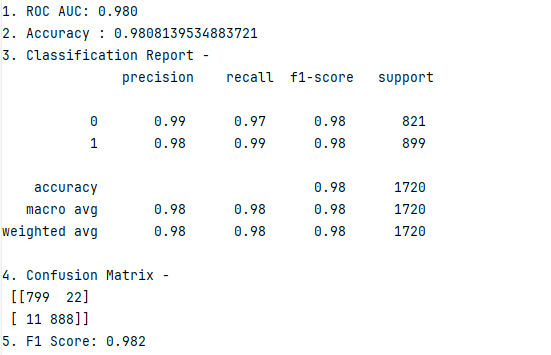 1. ROC AUC: 0.980
2. Accuracy : 0.9808139534883721
3. Classification Report -
precision recall f1-score support
0 0.99 0.97 0.98 821
1 0.98 0.99 0.98 899
accuracy 0.98 1720
macro avg 0.98 0.98 0.98 1720
weighted avg 0.98 0.98 0.98 1720
4. Confusion Matrix -
[[799 22]
[ 11 888]]
5. F1 Score: 0.982